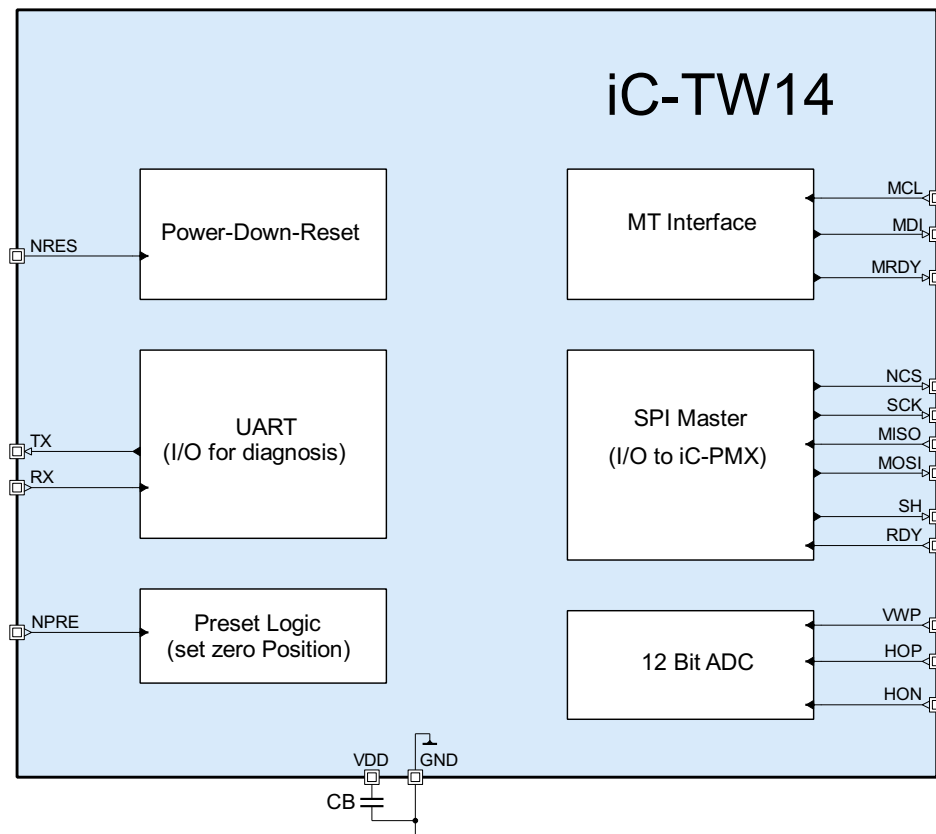 iC-TW14
Power-Down-Reset
NRES
MT Interface
MCL
MDI
MRDY
UART
(I/O for diagnosis)
TX
RX
SPI Master
(I/O to iC-PMX)
NCS
SCK
MISO
MOSI
SH
RDY
NPRE
Preset Logic
(set zero Position)
12 Bit ADC
VWP
HOP
HON
VDD
GND
CB